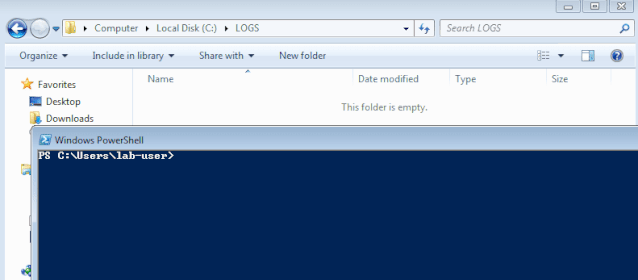 Computer ▸ Local Disk (C:) ▸ LOGS Search LOGS
Organize Include in library Share with New folder
Favorites
Desktop
Downloads
Name Date modified Type Size
This folder is empty.
Windows PowerShell
PS C:\Users\lab-user>